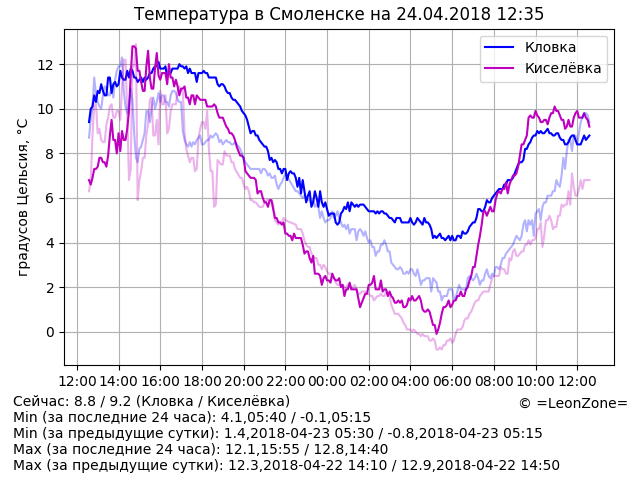 Температура в Смоленске на 24.04.2018 12:35
градусов Цельсия, °C
12
10
8
6
4
2
0
Кловка
Киселёвка
12:00 14:00 16:00 18:00 20:00 22:00 00:00 02:00 04:00 06:00 08:00 10:00 12:00
Сейчас: 8.8 / 9.2 (Кловка / Киселёвка)
© =LeonZone=
Min (за последние 24 часа): 4.1,05:40 / -0.1,05:15
Min (за предыдущие сутки): 1.4,2018-04-23 05:30 / -0.8,2018-04-23 05:15
Max (за последние 24 часа): 12.1,15:55 / 12.8,14:40
Max (за предыдущие сутки): 12.3,2018-04-22 14:10 / 12.9,2018-04-22 14:50